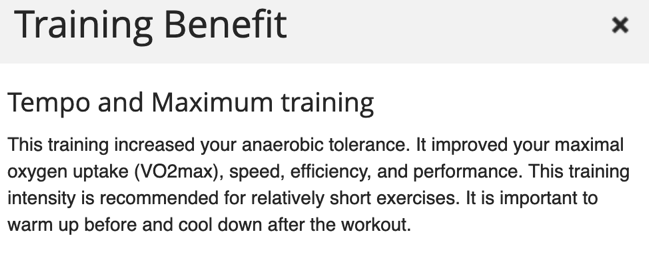 Training Benefit
Tempo and Maximum training
This training increased your anaerobic tolerance. It improved your maximal
oxygen uptake (VO2max), speed, efficiency, and performance. This training
intensity is recommended for relatively short exercises. It is important to
warm up before and cool down after the workout.